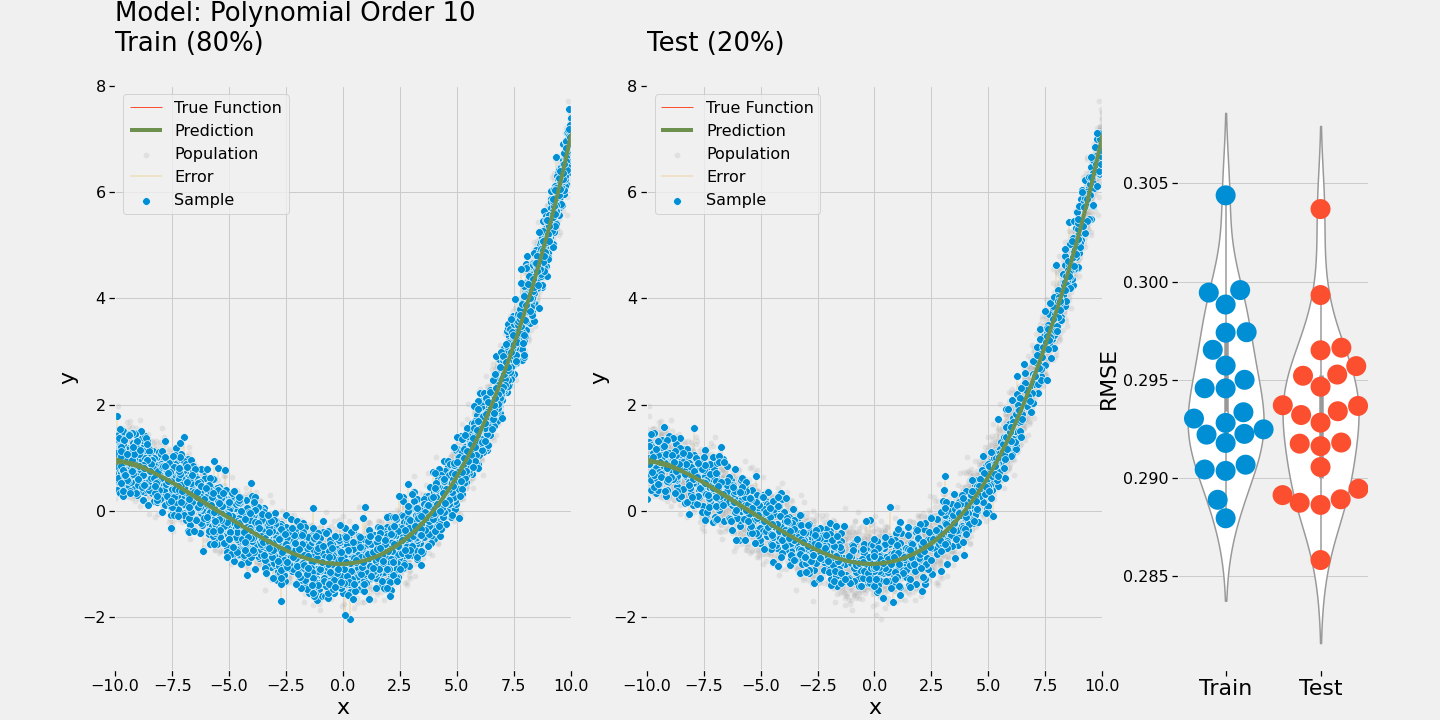 Model: Polynomial Order 10
Train (80%)
8
6
4
2
0
−2
y
True Function
Prediction
Population
Error
Sample
−10.0 −7.5 −5.0 −2.5 0.0 2.5 5.0 7.5 10.0
x
Test (20%)
8
6
4
2
0
−2
y
True Function
Prediction
Population
Error
Sample
−10.0 −7.5 −5.0 −2.5 0.0 2.5 5.0 7.5 10.0
x
RMSE
0.305
0.300
0.295
0.290
0.285
Train Test